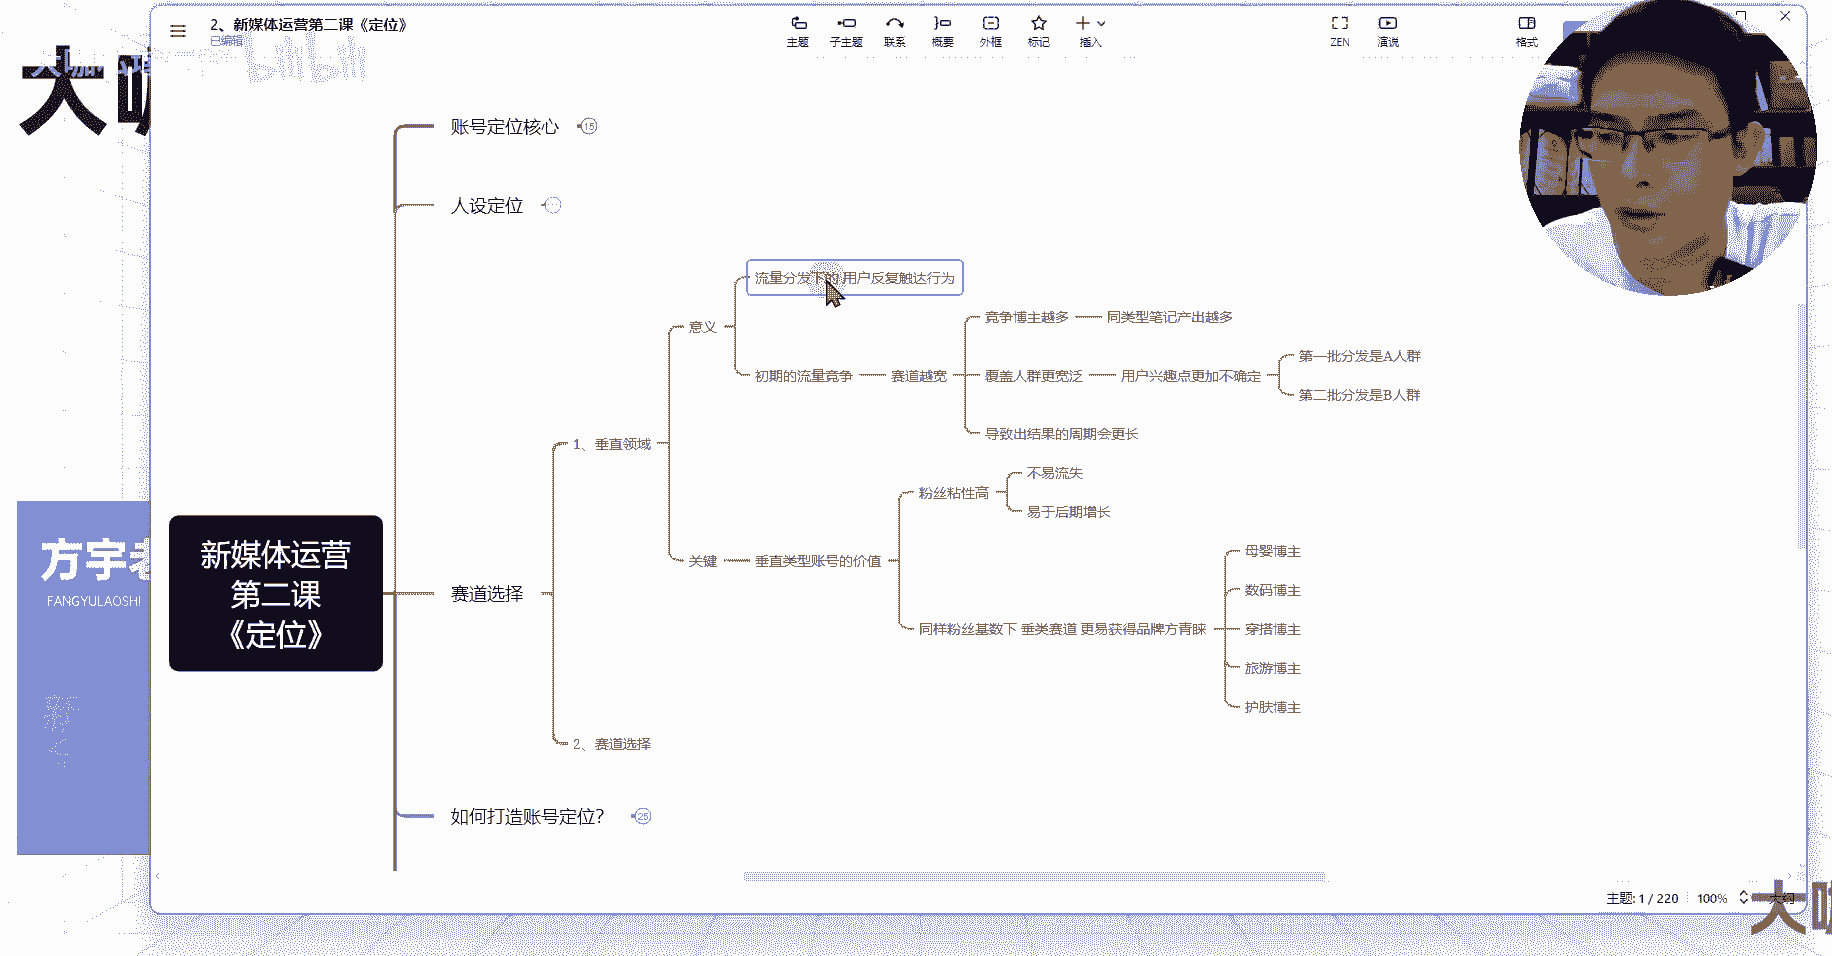 2、新媒体运营第二课《定位》
已编辑
主题
子主题
联系
概要
外框
标记
插入
ZEN
演说
格式
bilibili
大咖
账号定位核心
15
人设定位
流量分发下的 用户反复触达行为
意义
竞争博主越多
同类型笔记产出越多
初期的流量竞争
赛道越宽
覆盖人群更宽泛
用户兴趣点更加不确定
第一批分发是A人群
第二批分发是B人群
导致出结果的周期会更长
1、垂直领域
不易流失
粉丝粘性高
易于后期增长
关键
垂直类型账号的价值
母婴博主
数码博主
同样粉丝基数下 垂类赛道 更易获得品牌方青睐
穿搭博主
旅游博主
护肤博主
方宇老
FANGYULAOSHI
新媒体运营
第二课
《定位》
赛道选择
2、赛道选择
如何打造账号定位？
25
主题: 1 / 220
100%
大纲
大咖